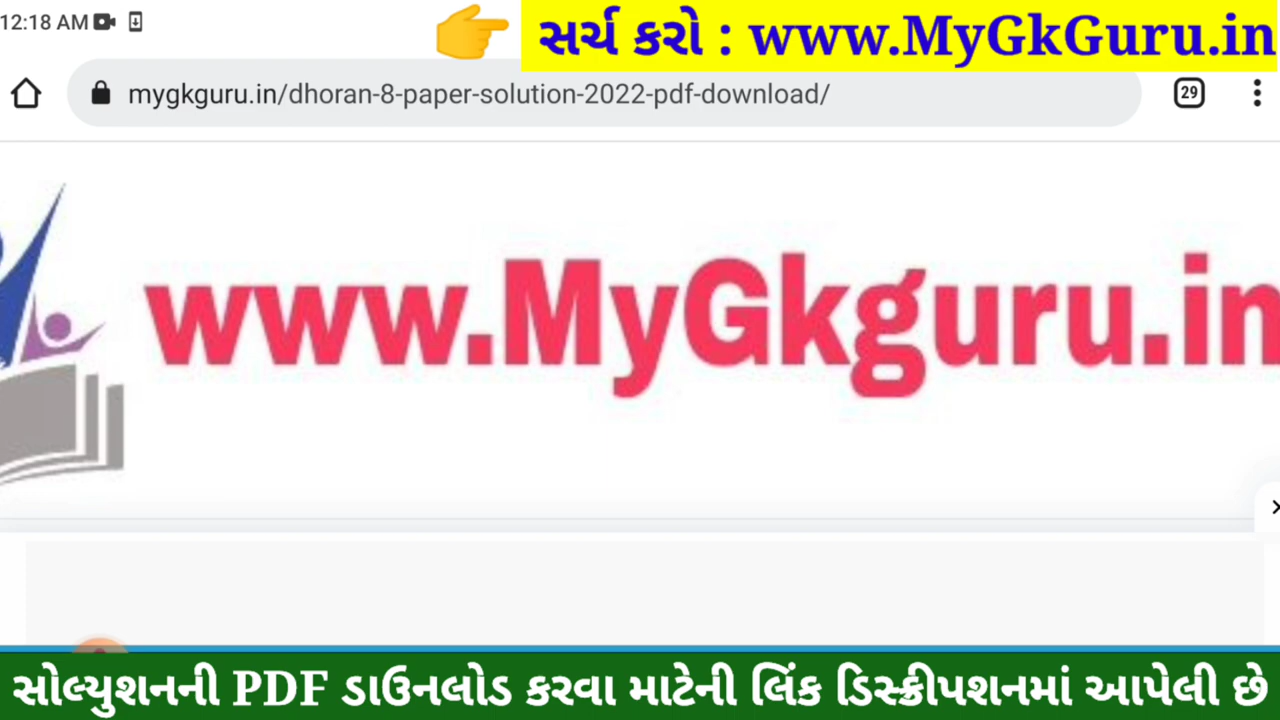 12:18 AM
સર્ચ કરો : www.MyGkGuru.in
mygkguru.in/dhoran-8-paper-solution-2022-pdf-download/
29
www.MyGkguru.in
સોલ્યુશનની PDF ડાઉનલોડ કરવા માટેની લિંક ડિસ્ક્રીપશનમાં આપેલી છે